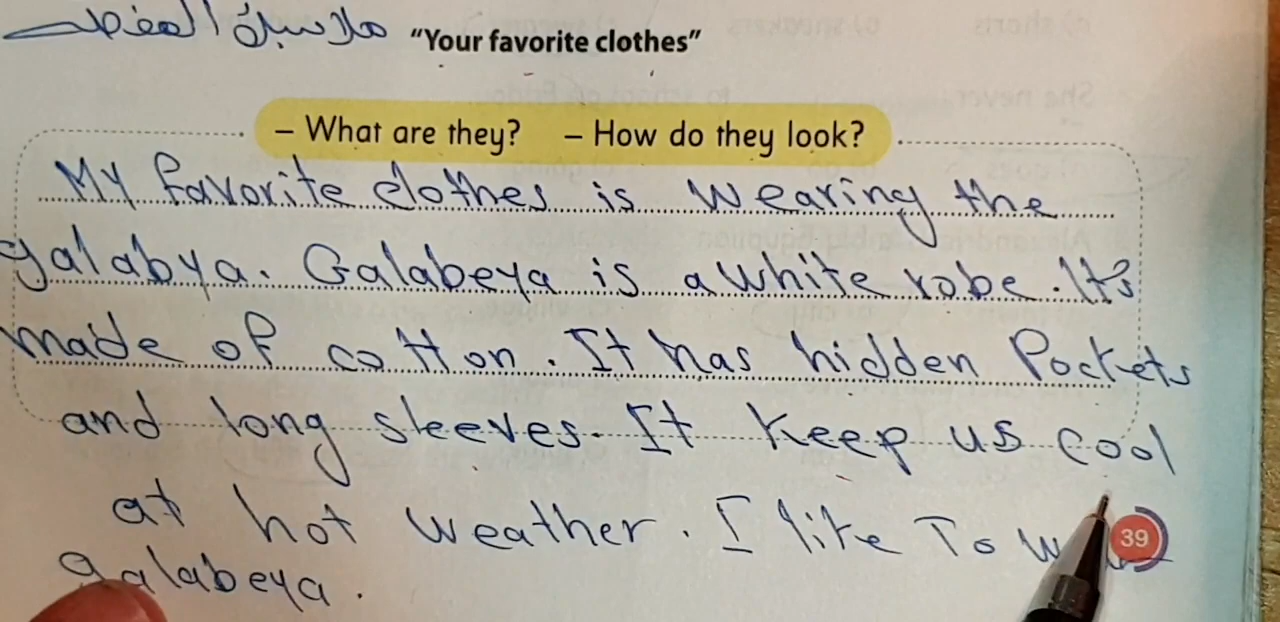 ملابسك المفضلة “Your favorite clothes”
– What are they? – How do they look?
My favorite clothes is wearing the
galabya. Galabeya is a white robe. Its
made of cotton. It has hidden Pockets
and long sleeves. It Keep us cool
at hot weather. I like To
39
galabeya.